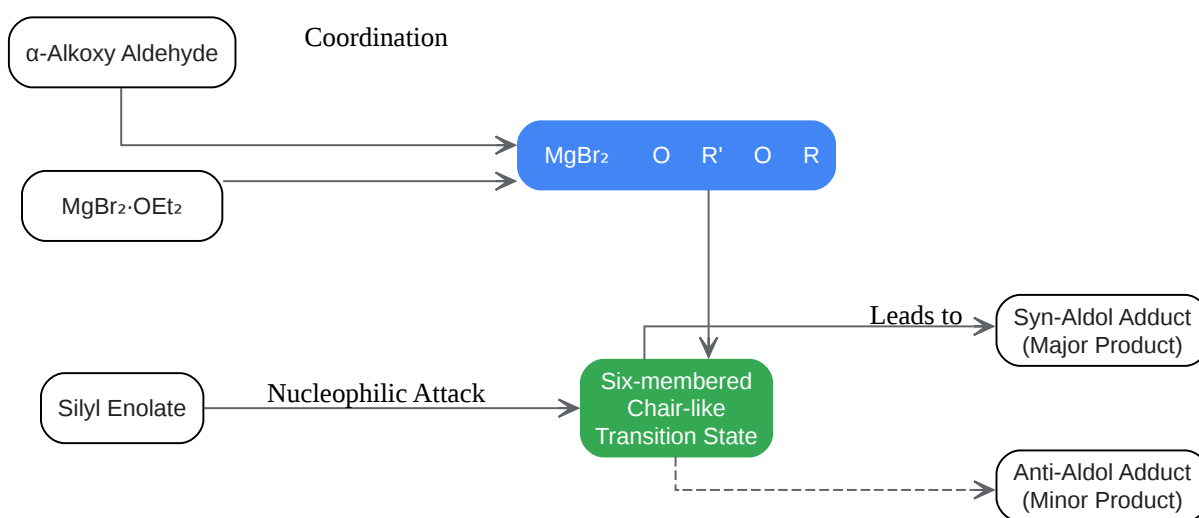 α-Alkoxy Aldehyde
Coordination
MgBr₂ O R' O R
MgBr₂·OEt₂
Leads to
Syn-Aldol Adduct
(Major Product)
Silyl Enolate
Nucleophilic Attack
Six-membered
Chair-like
Transition State
Anti-Aldol Adduct
(Minor Product)